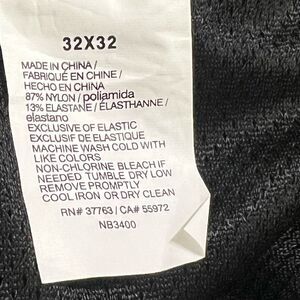 32X32
MADE IN CHINA /
FABRIQUÉ EN CHINE /
HECHO EN CHINA
87% NYLON / poliamida
13% ELASTANE / ÉLASTHANNE /
elastano
EXCLUSIVE OF ELASTIC
EXCLUSIF DE ÉLASTIQUE
MACHINE WASH COLD WITH
LIKE COLORS
NON-CHLORINE BLEACH IF
NEEDED TUMBLE DRY LOW
REMOVE PROMPTLY
COOL IRON OR DRY CLEAN
RN# 37763 / CA# 55972
NB3400